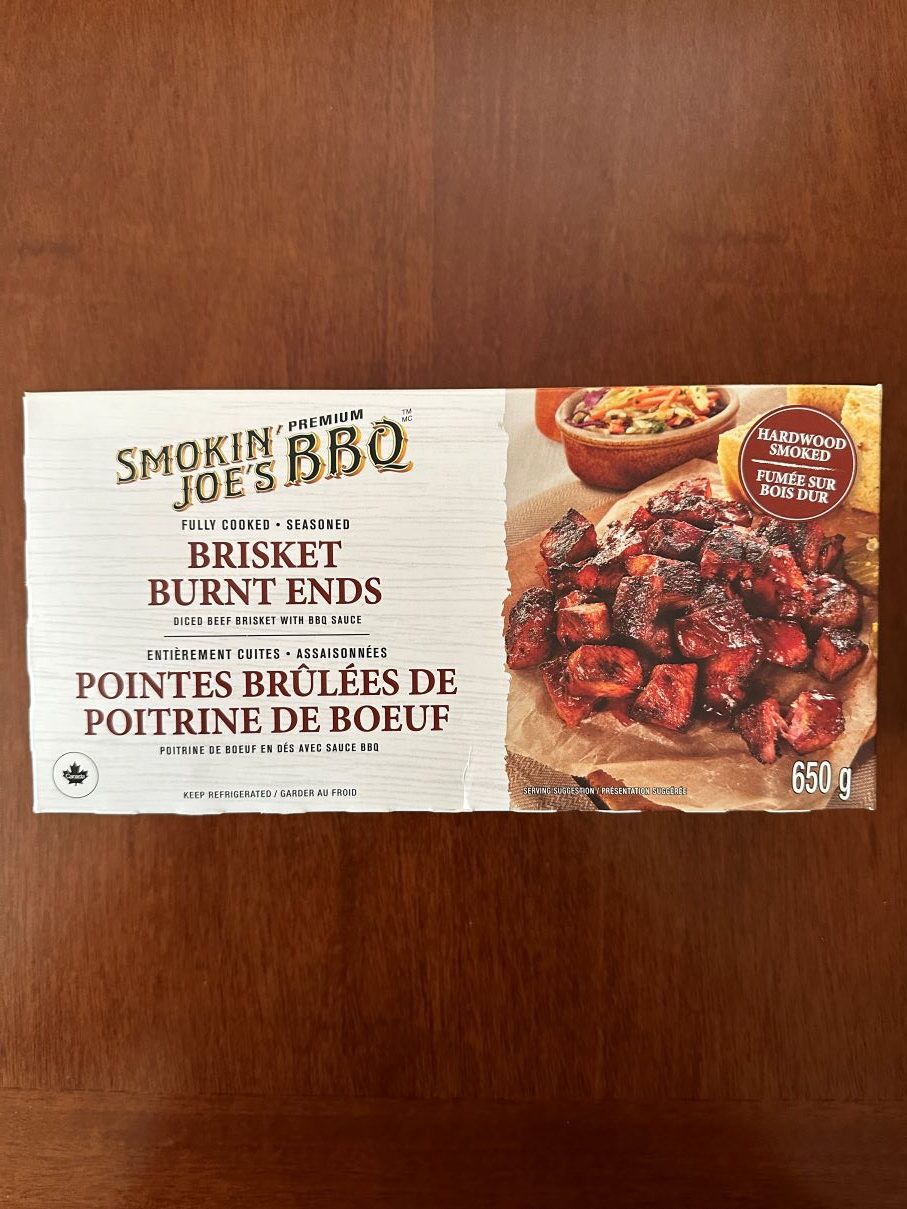 SMOKIN' PREMIUM BBQ TM MC
JOE'S
FULLY COOKED • SEASONED
BRISKET
BURNT ENDS
DICED BEEF BRISKET WITH BBQ SAUCE
ENTIÈREMENT CUITES • ASSAISONNÉES
POINTES BRÛLÉES DE
POITRINE DE BOEUF
POITRINE DE BOEUF EN DÉS AVEC SAUCE BBQ
Canada
KEEP REFRIGERATED / GARDER AU FROID
HARDWOOD
SMOKED
FUMÉE SUR
BOIS DUR
SERVING SUGGESTION / PRÉSENTATION SUGGÉRÉE
650 g